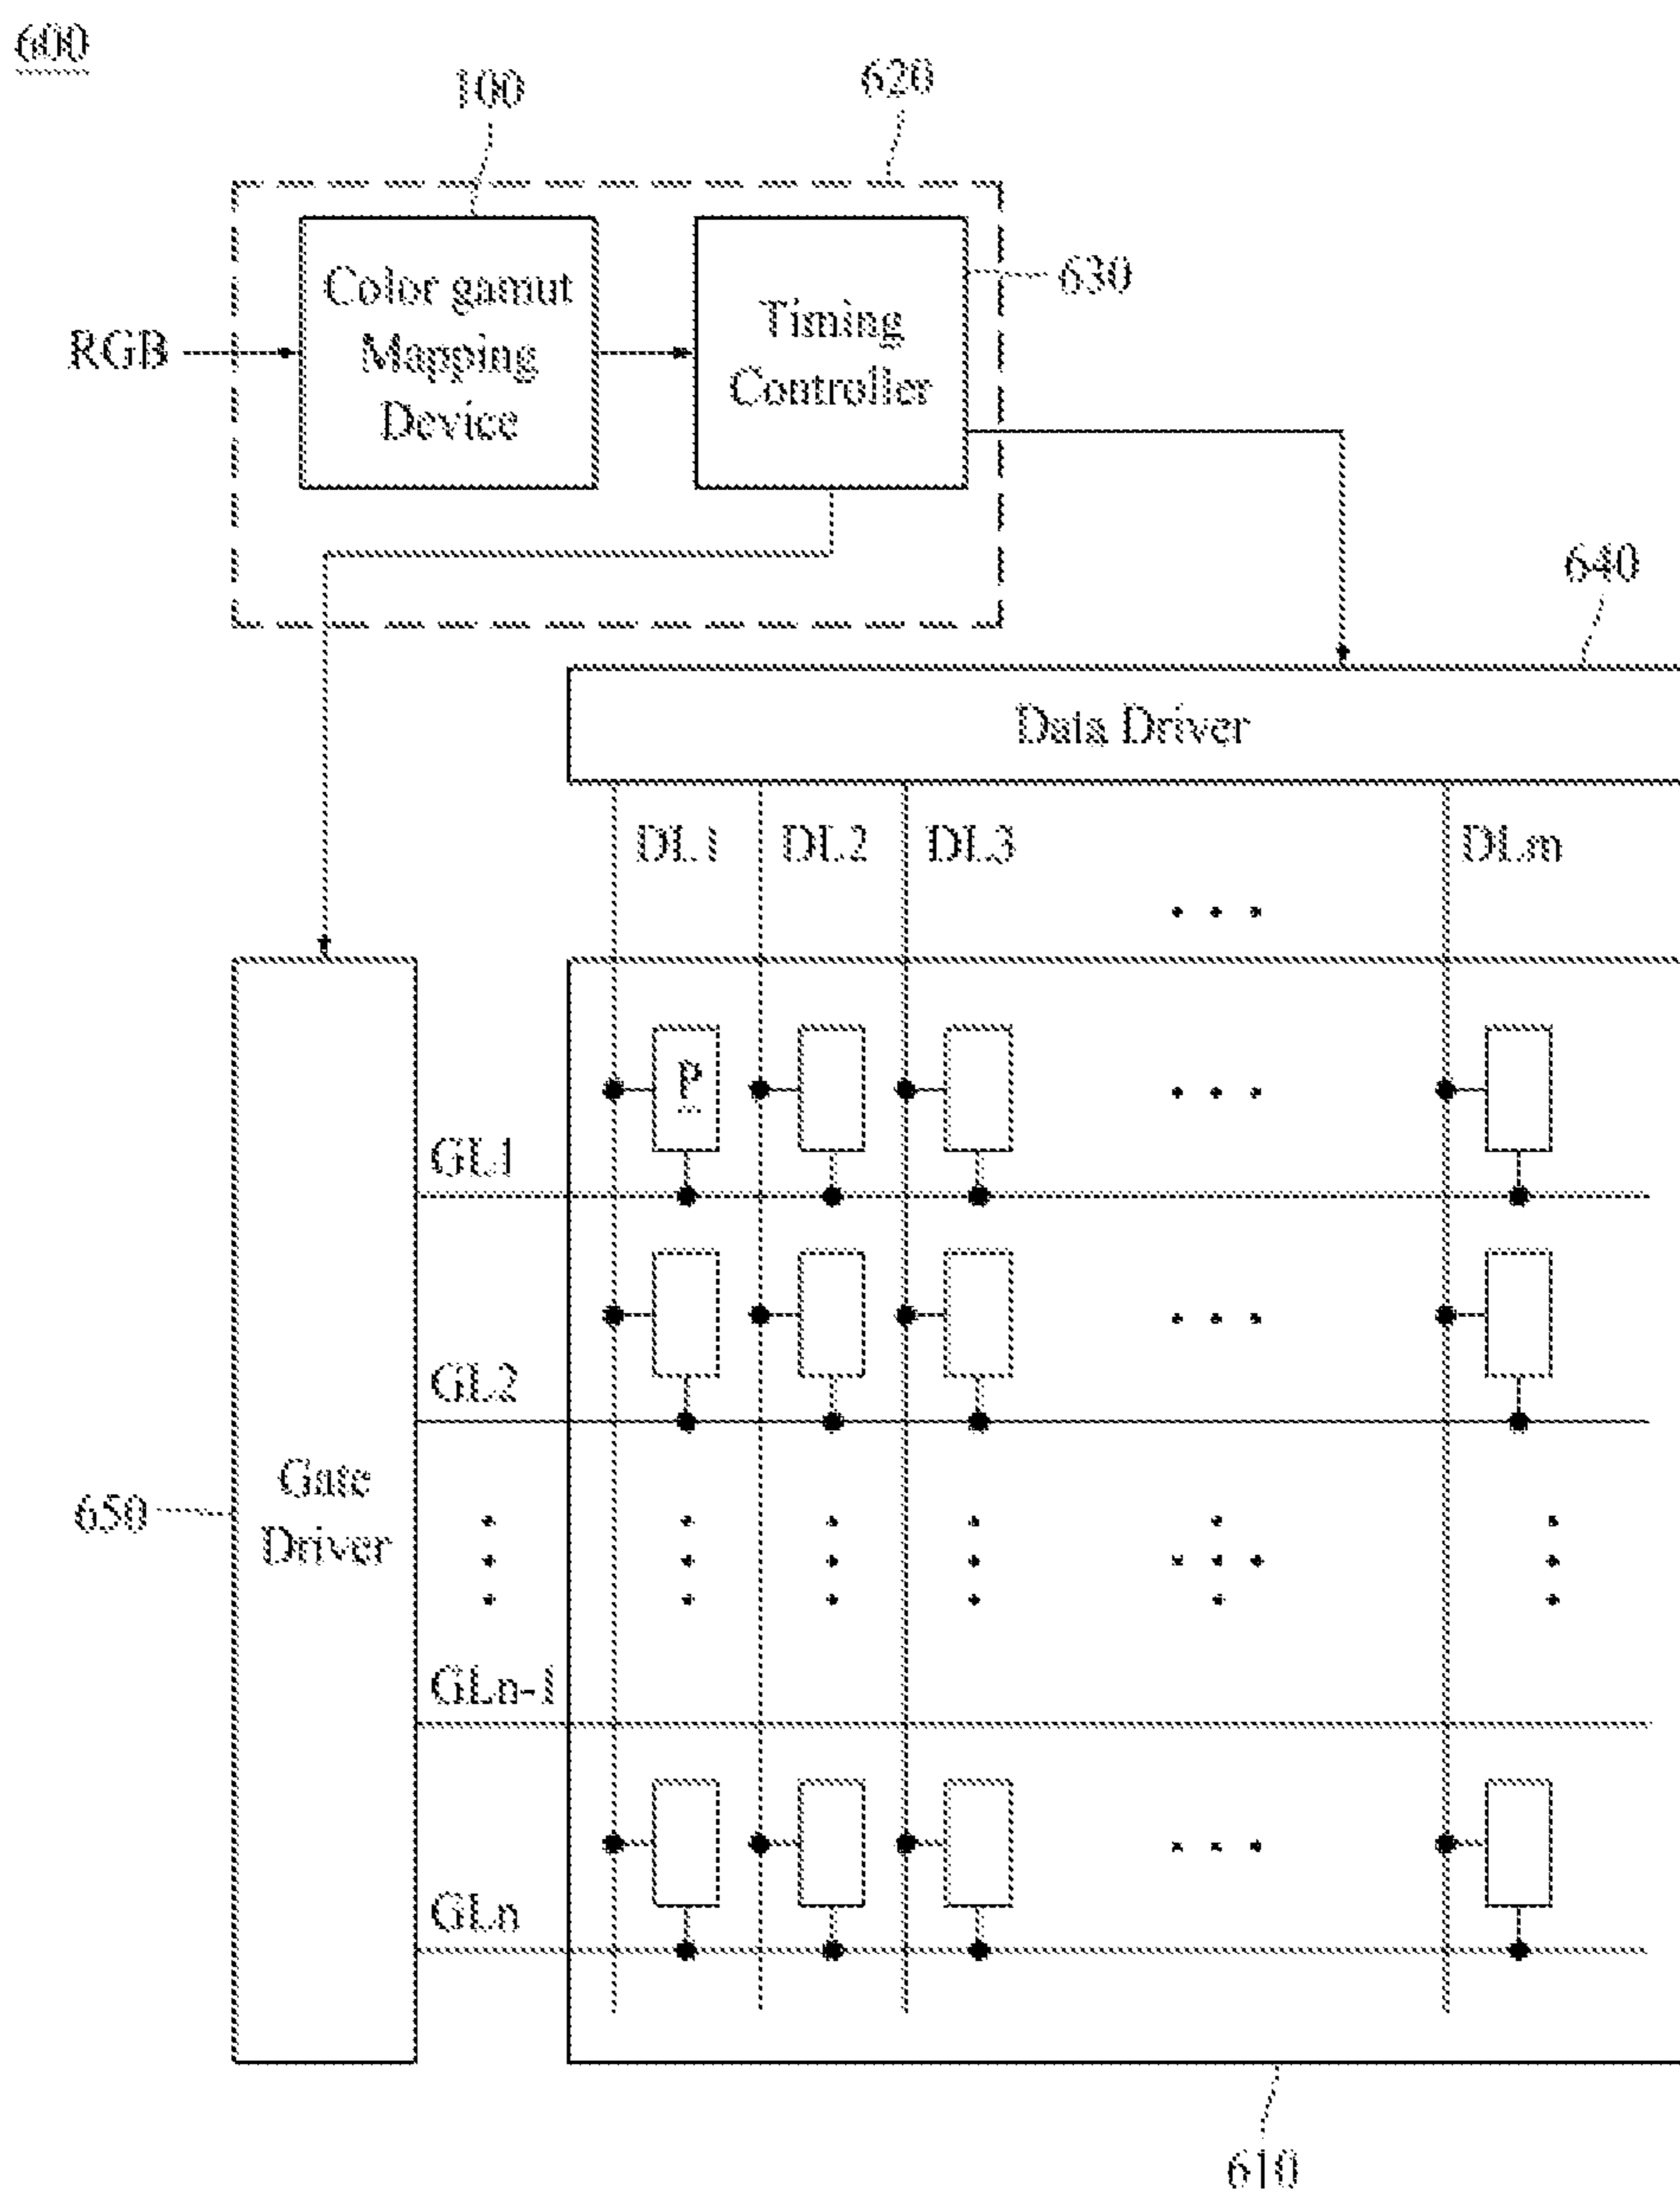 600
100
620
Color gamut
Mapping
Device
Timing
Controller
630
RGB
640
Data Driver
DL1
DL2
DL3
DLm
P
GL1
GL2
Gate
Driver
650
GLn-1
GLn
610